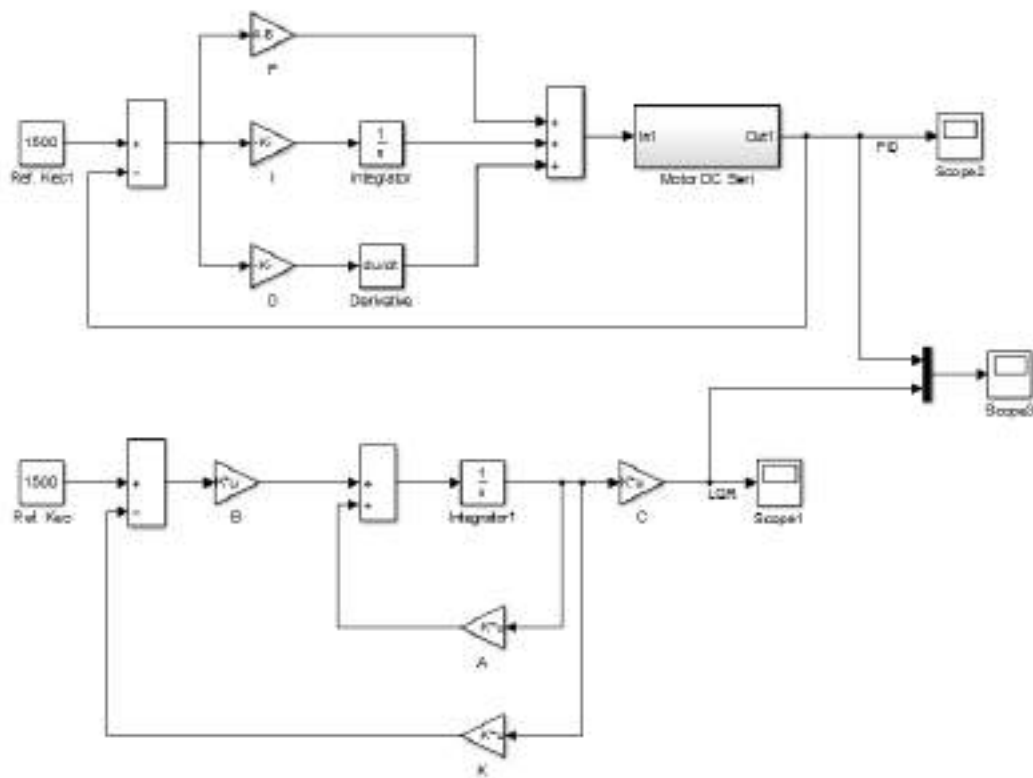 P
1500
Ref. Kec1
+
-
-K-
I
1
s
Integrator
+
+
+
In1
Out1
Motor DC Seri
PID
Scope2
-K-
D
du/dt
Derivative
Scope3
1500
Ref. Kec
+
-
K*u
B
+
+
1
s
Integrator1
K*u
C
LQR
Scope1
K*u
A
K*u
K